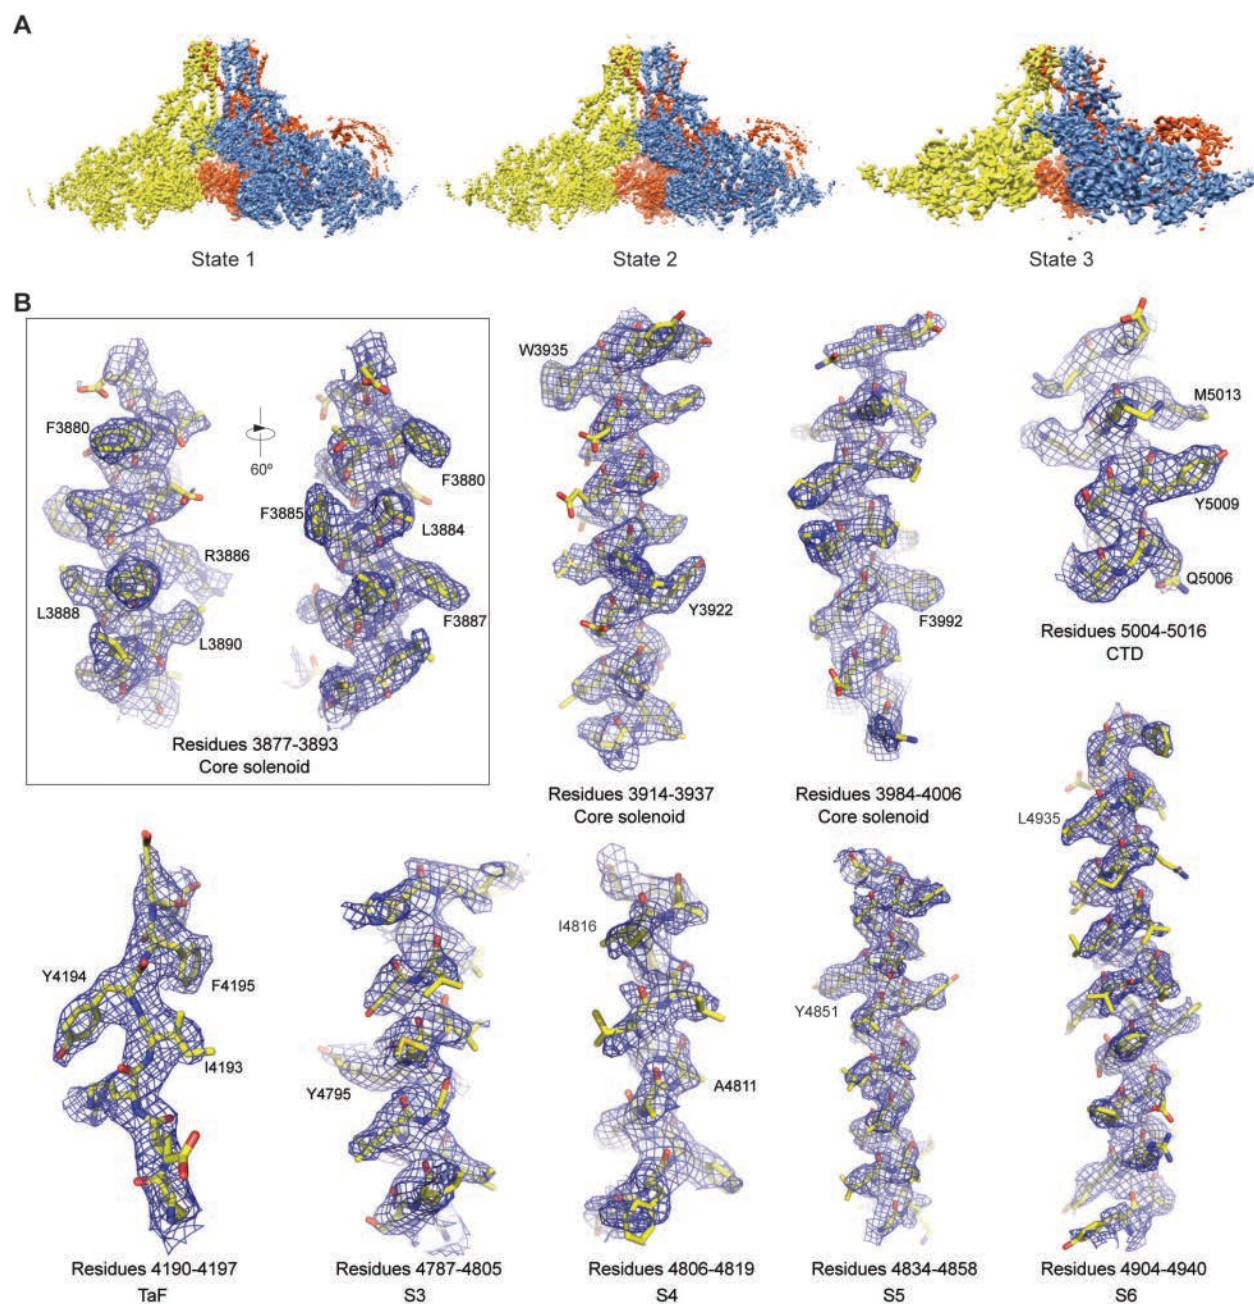 A
State 1
State 2
State 3
B
F3880
60º
F3885
F3880
L3884
R3886
L3888
L3890
F3887
Residues 3877-3893
Core solenoid
W3935
Y3922
Residues 3914-3937
Core solenoid
F3992
Residues 3984-4006
Core solenoid
M5013
Y5009
Q5006
Residues 5004-5016
CTD
Y4194
F4195
I4193
Residues 4190-4197
TaF
Y4795
Residues 4787-4805
S3
I4816
A4811
Residues 4806-4819
S4
Y4851
Residues 4834-4858
S5
L4935
Residues 4904-4940
S6